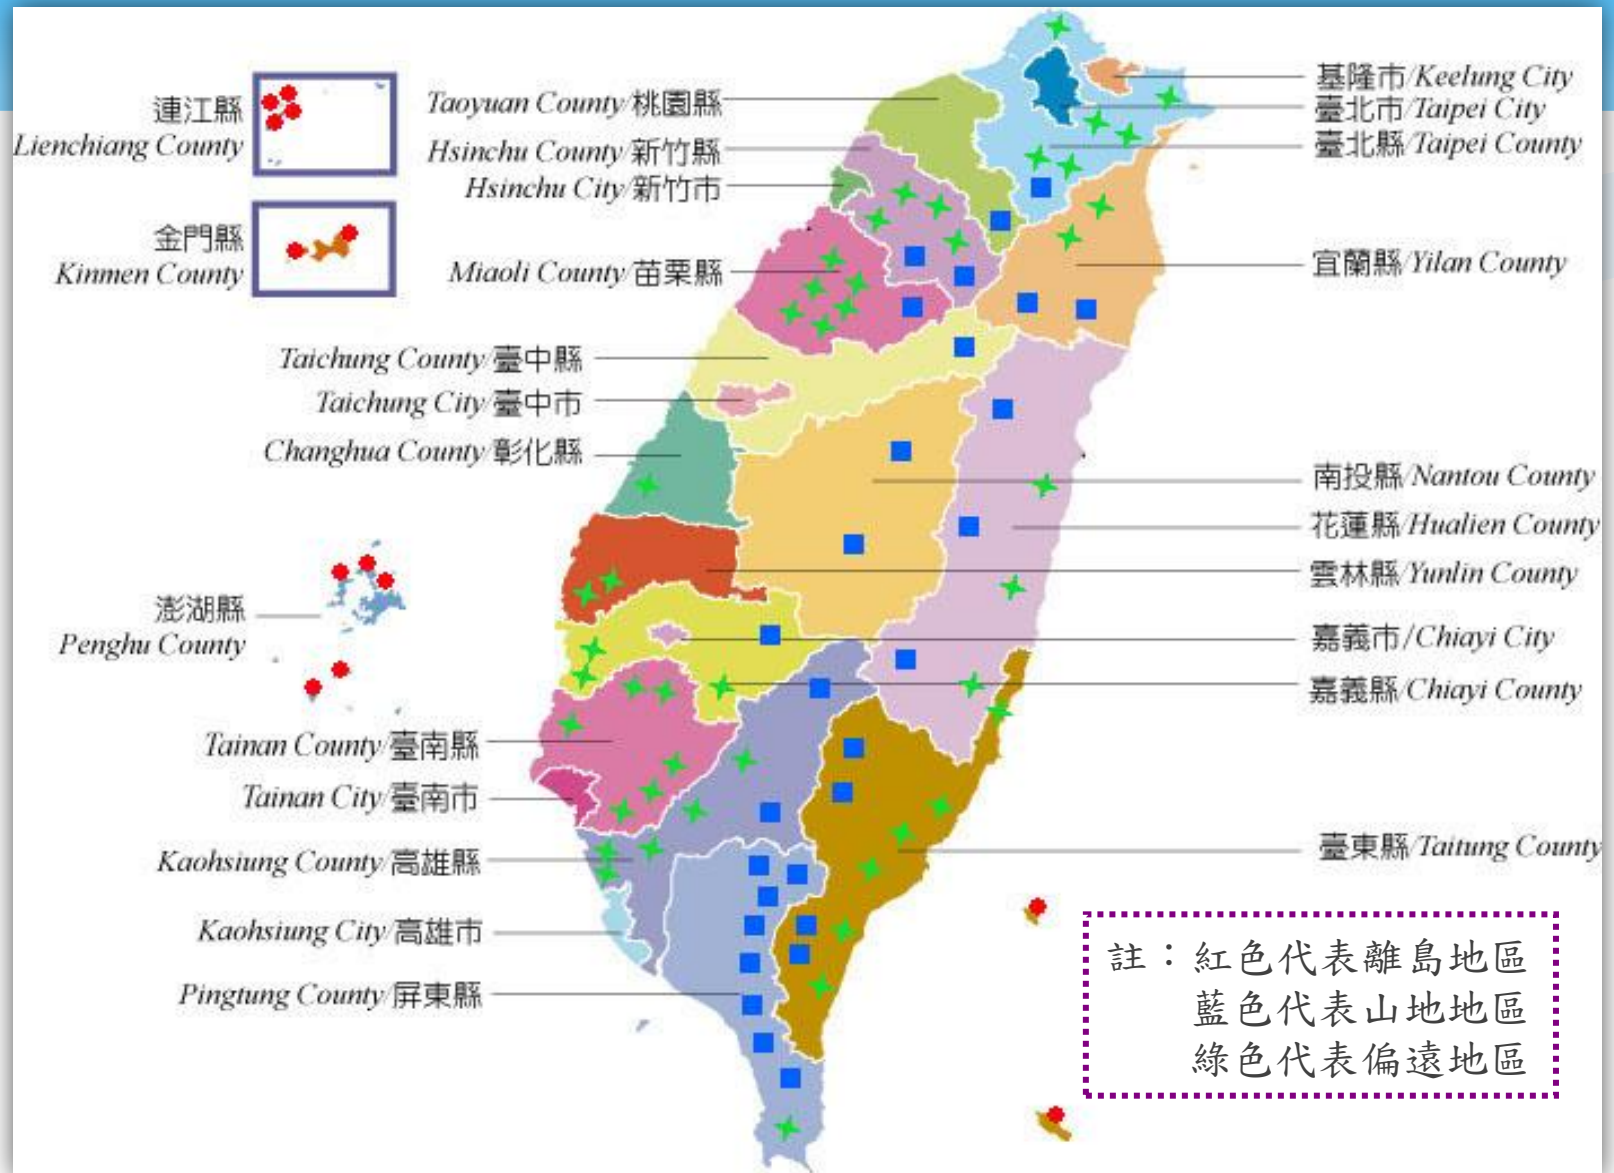 連江縣
Lienchiang County
金門縣
Kinmen County
Taoyuan County/桃園縣
Hsinchu County/新竹縣
Hsinchu City/新竹市
Miaoli County/苗栗縣
Taichung County/臺中縣
Taichung City/臺中市
Changhua County/彰化縣
澎湖縣
Penghu County
Tainan County/臺南縣
Tainan City/臺南市
Kaohsiung County/高雄縣
Kaohsiung City/高雄市
Pingtung County/屏東縣
基隆市/Keelung City
臺北市/Taipei City
臺北縣/Taipei County
宜蘭縣/Yilan County
南投縣/Nantou County
花蓮縣/Hualien County
雲林縣/Yunlin County
嘉義市/Chiayi City
嘉義縣/Chiayi County
臺東縣/Taitung County
註：紅色代表離島地區
藍色代表山地地區
綠色代表偏遠地區